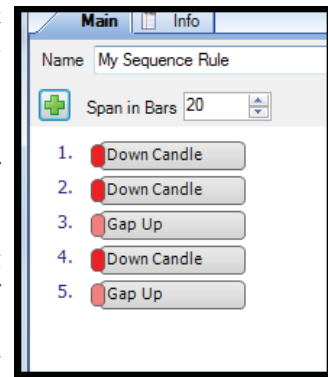 Main Info
Name My Sequence Rule
Span in Bars 20
1. Down Candle
2. Down Candle
3. Gap Up
4. Down Candle
5. Gap Up